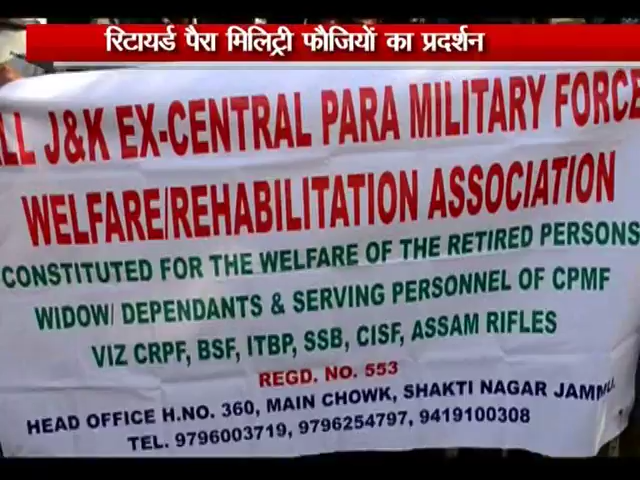 रिटायर्ड पैरा मिलिट्री फौजियों का प्रदर्शन
LL J&K EX-CENTRAL PARA MILITARY FORCE
WELFARE/REHABILITATION ASSOCIATION
CONSTITUTED FOR THE WELFARE OF THE RETIRED PERSONS
WIDOW/ DEPENDANTS & SERVING PERSONNEL OF CPMF
VIZ CRPF, BSF, ITBP, SSB, CISF, ASSAM RIFLES
REGD. NO. 553
HEAD OFFICE H.NO. 360, MAIN CHOWK, SHAKTI NAGAR JAMMU.
TEL. 9796003719, 9796254797, 9419100308